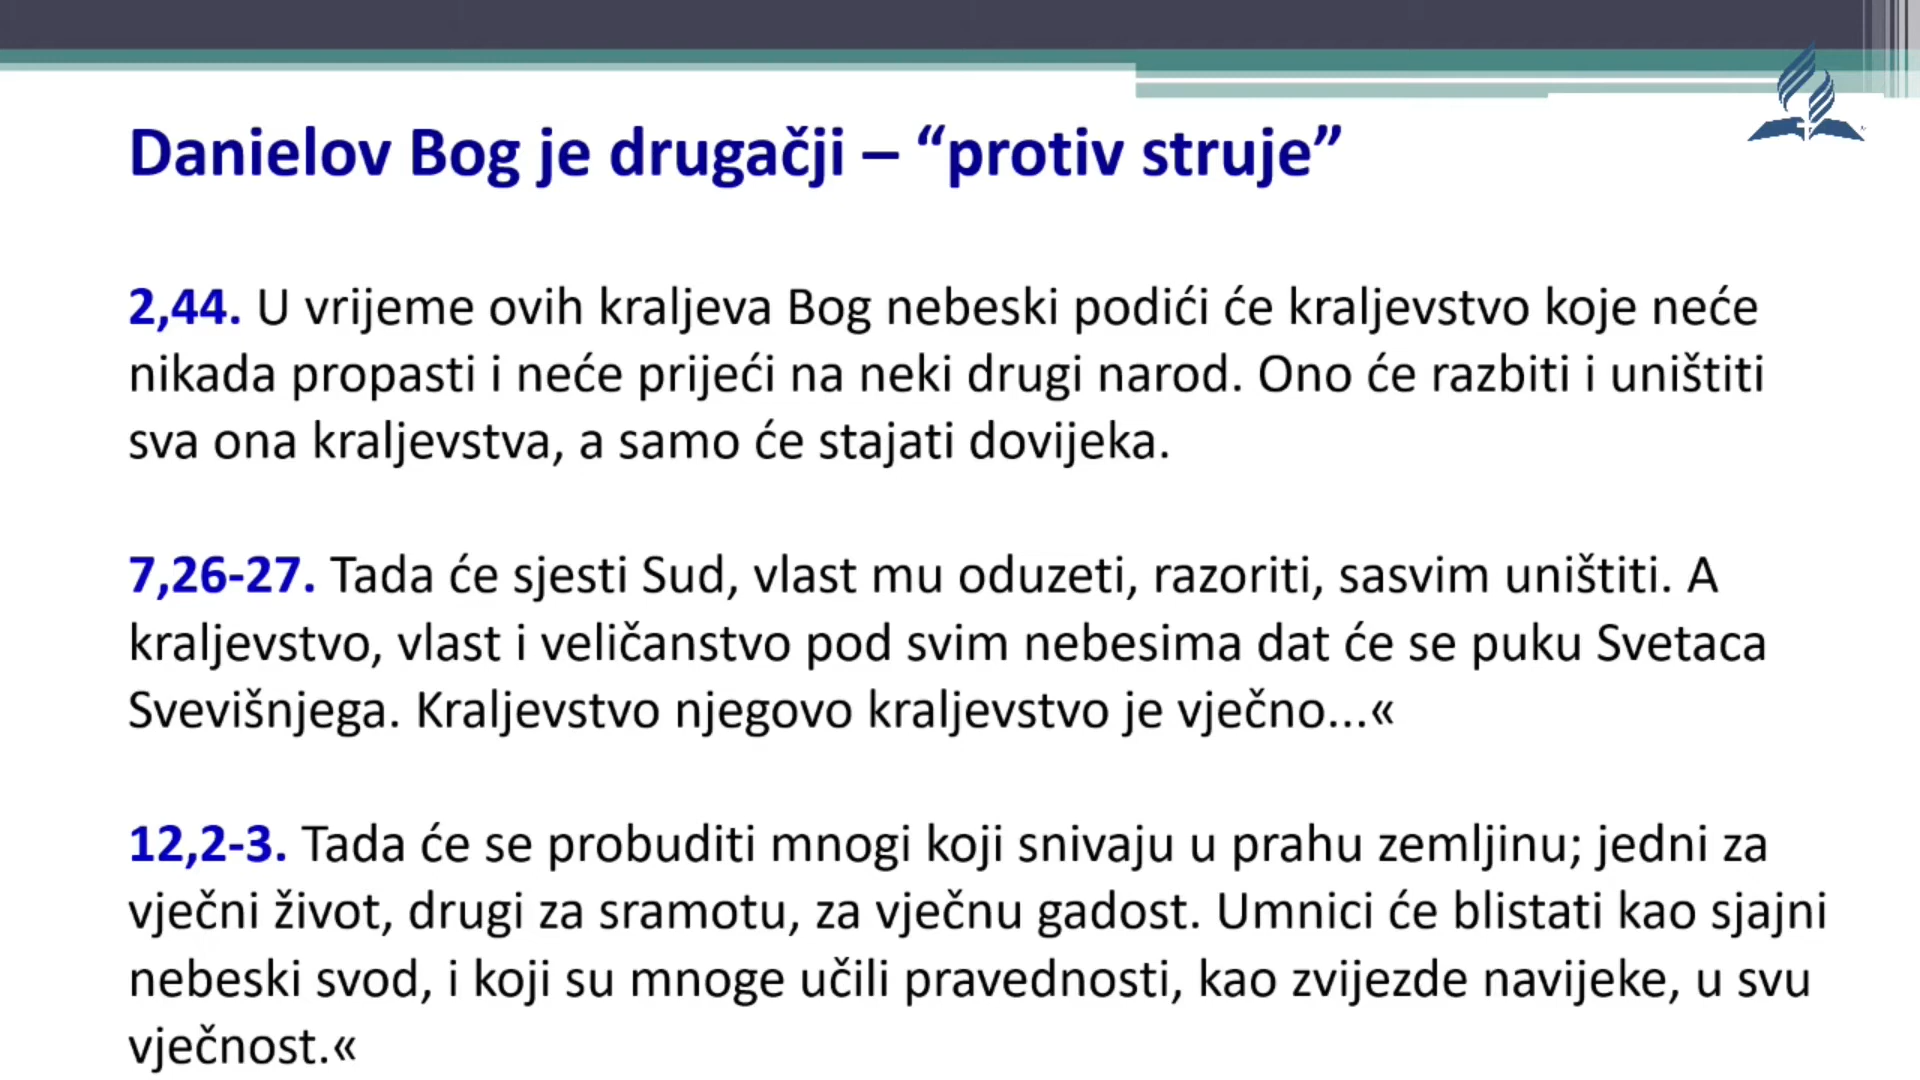 Danielov Bog je drugačji – “protiv struje”
2,44. U vrijeme ovih kraljeva Bog nebeski podići će kraljevstvo koje neće
nikada propasti i neće prijeći na neki drugi narod. Ono će razbiti i uništiti
sva ona kraljevstva, a samo će stajati dovijeka.
7,26-27. Tada će sjesti Sud, vlast mu oduzeti, razoriti, sasvim uništiti. A
kraljevstvo, vlast i veličanstvo pod svim nebesima dat će se puku Svetaca
Svevišnjega. Kraljevstvo njegovo kraljevstvo je vječno...«
12,2-3. Tada će se probuditi mnogi koji snivaju u prahu zemljinu; jedni za
vječni život, drugi za sramotu, za vječnu gadost. Umnici će blistati kao sjajni
nebeski svod, i koji su mnoge učili pravednosti, kao zvijezde navijeke, u svu
vječnost.«